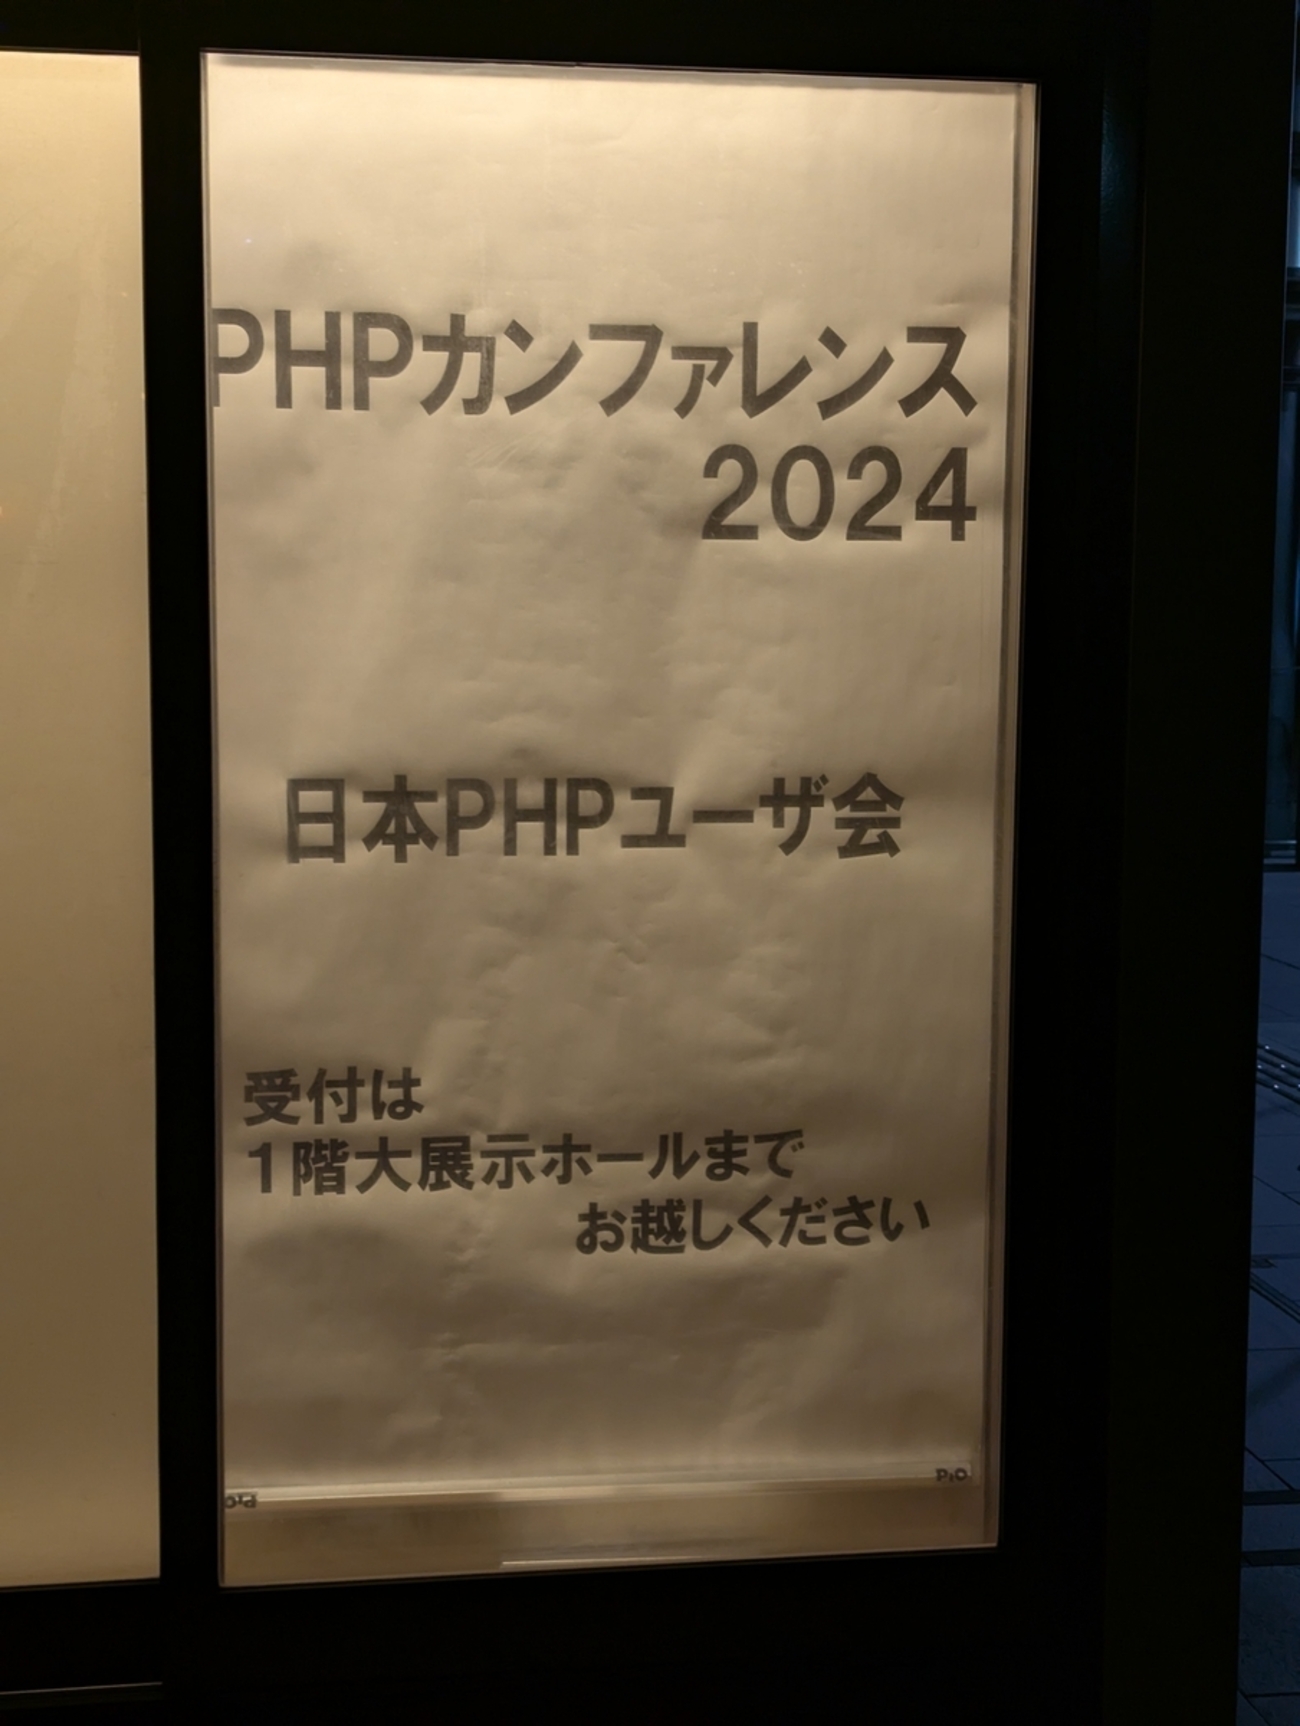 PHPカンファレンス
2024
日本PHPユーザ会
受付は
1階大展示ホールまで
お越しください
PiO
PiO